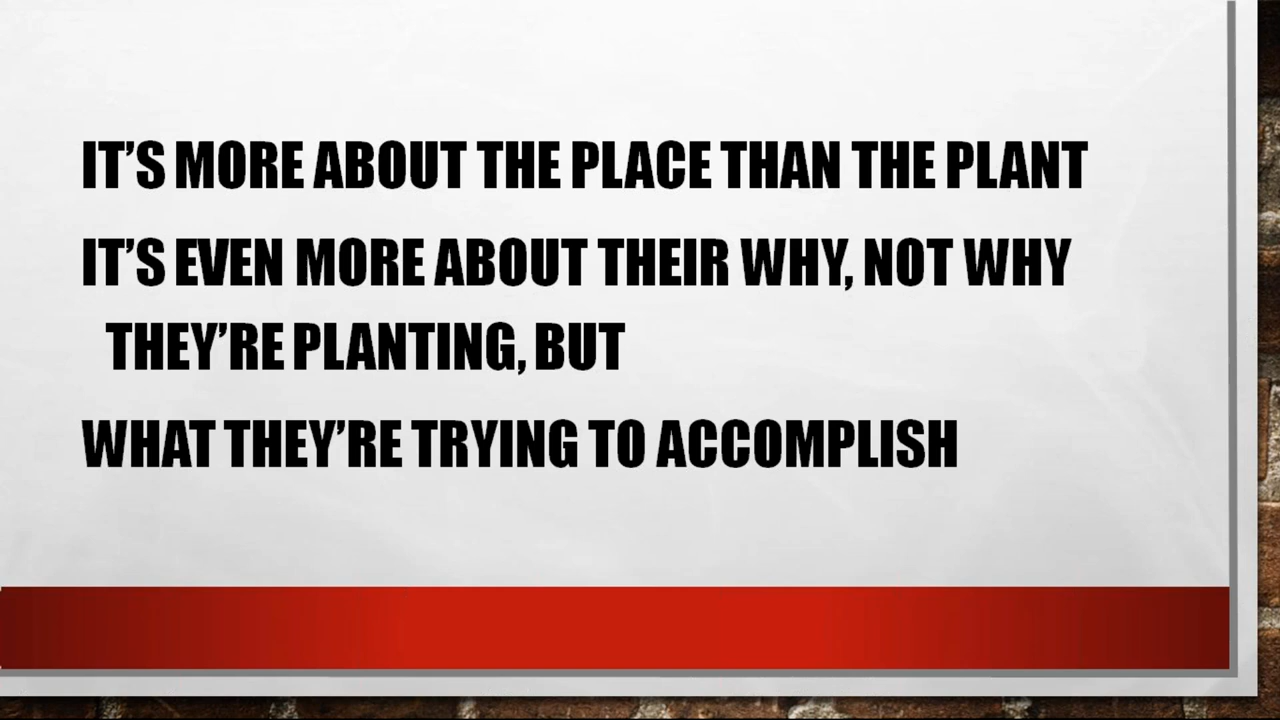 IT’S MORE ABOUT THE PLACE THAN THE PLANT
IT’S EVEN MORE ABOUT THEIR WHY, NOT WHY
THEY’RE PLANTING, BUT
WHAT THEY’RE TRYING TO ACCOMPLISH